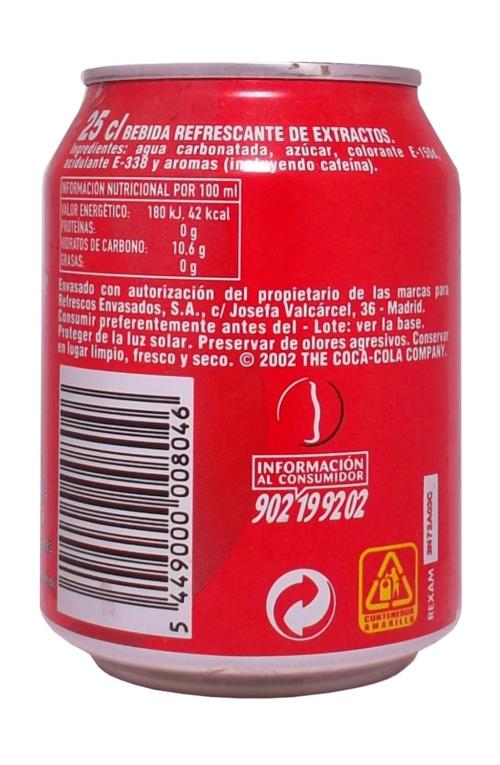 25 cl BEBIDA REFRESCANTE DE EXTRACTOS.
Ingredientes: agua carbonatada, azúcar, colorante E-150d,
acidulante E-338 y aromas (incluyendo cafeína).
INFORMACIÓN NUTRICIONAL POR 100 ml
VALOR ENERGÉTICO: 180 kJ, 42 kcal
PROTEÍNAS: 0 g
HIDRATOS DE CARBONO: 10.6 g
GRASAS: 0 g
Envasado con autorización del propietario de las marcas para
Refrescos Envasados, S.A., c/ Josefa Valcárcel, 36 - Madrid.
Consumir preferentemente antes del - Lote: ver la base.
Proteger de la luz solar. Preservar de olores agresivos. Conservar
en lugar limpio, fresco y seco. © 2002 THE COCA-COLA COMPANY.
5 449000 008046
INFORMACIÓN
AL CONSUMIDOR
902 19 92 02
CONTENEDOR
AMARILLO
REXAM 3N72A03C